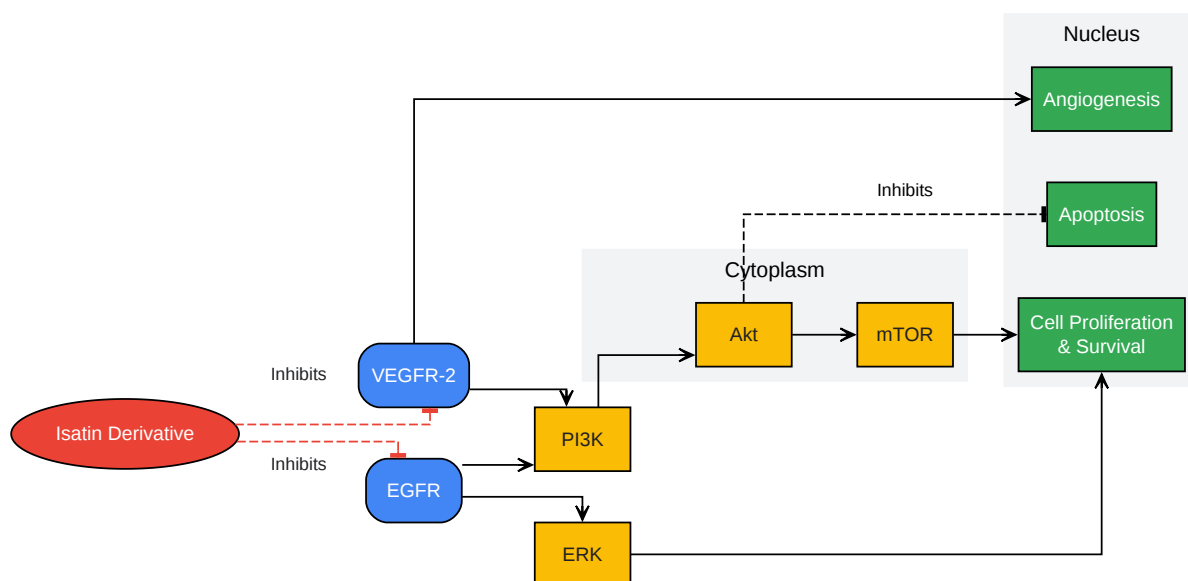 Nucleus
Angiogenesis
Inhibits
Apoptosis
Cytoplasm
Akt
mTOR
Cell Proliferation
& Survival
Inhibits
VEGFR-2
Isatin Derivative
PI3K
Inhibits
EGFR
ERK